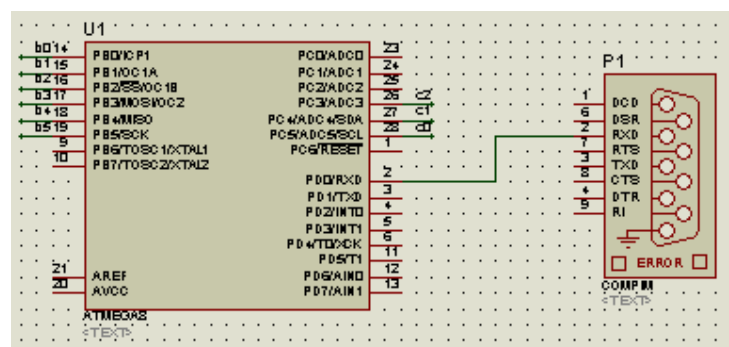 U1
b0 14 PB0/ICP1 PC0/ADC0 23
b1 15 PB1/OC1A PC1/ADC1 24
b2 16 PB2/SS/OC1B PC2/ADC2 25
b3 17 PB3/MOSI/OC2 PC3/ADC3 26 c2
b4 18 PB4/MISO PC4/ADC4/SDA 27 c1
b5 19 PB5/SCK PC5/ADC5/SCL 28 c0
9 PB6/TOSC1/XTAL1 PC6/RESET 1
10 PB7/TOSC2/XTAL2
PD0/RXD 2
PD1/TXD 3
PD2/INT0 4
PD3/INT1 5
PD4/T0/XCK 6
PD5/T1 11
21 AREF PD6/AIN0 12
20 AVCC PD7/AIN1 13
ATMEGA8
<TEXT>
P1
1 DCD
6 DSR
2 RXD
7 RTS
3 TXD
8 CTS
4 DTR
9 RI
ERROR
COMPIM
<TEXT>